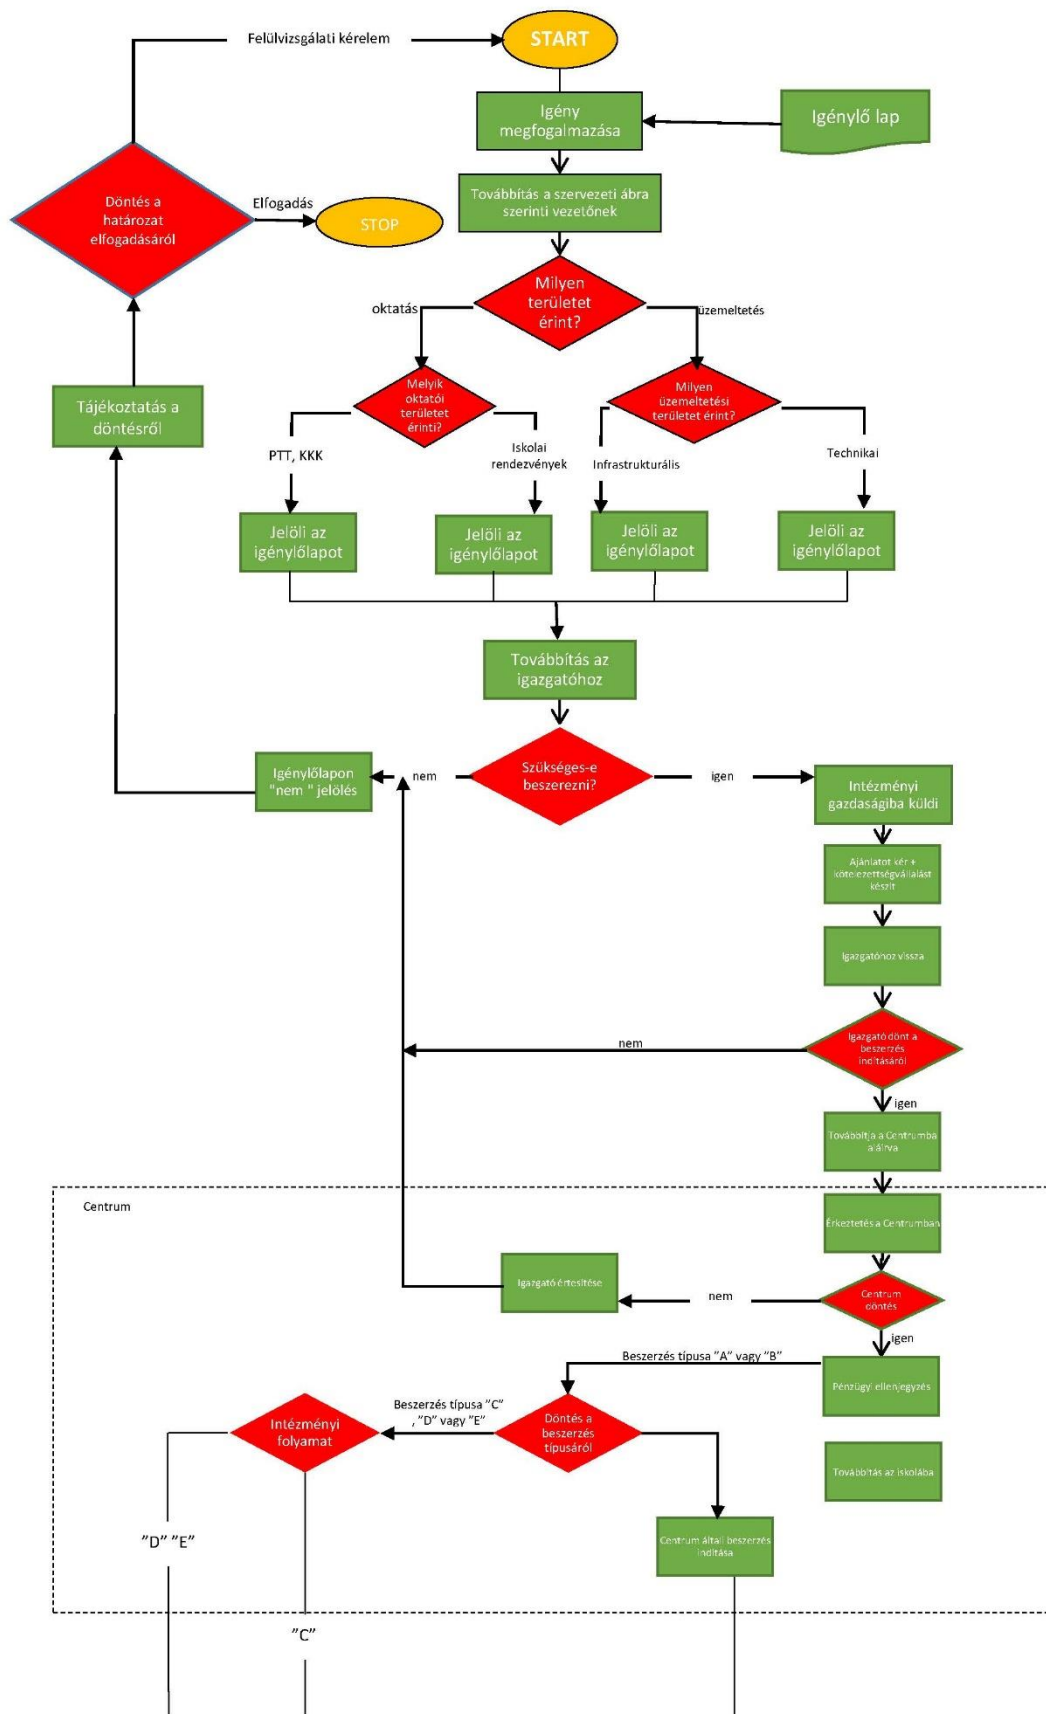 Felülvizsgálati kérelem
START
Igény
megfogalmazása
Igénylő lap
Továbbítás a szervezeti ábra
szerinti vezetőnek
Döntés a
határozat
elfogadásáról
Elfogadás
STOP
Milyen
területet
érint?
oktatás
üzemeltetés
Melyik
oktatói
területet
érinti?
Milyen
üzemeltetési
területet érint?
Tájékoztatás a
döntésről
PTT, KKK
Iskolai
rendezvények
Infrastrukturális
Technikai
Jelöli az
igénylőlapot
Jelöli az
igénylőlapot
Jelöli az
igénylőlapot
Jelöli az
igénylőlapot
Továbbítás az
igazgatóhoz
Igénylőlapon
"nem " jelölés
nem
Szükséges-e
beszerezni?
igen
Intézményi
gazdaságiba küldi
Ajánlatot kér +
kötelezettségvállalást
készít
Igazgatóhoz vissza
nem
Igazgató dönt a
beszerzés
indításáról
igen
Továbbítja a Centrumba
aláírva
Centrum
Érkeztetés a Centrumban
Igazgató értesítése
nem
Centrum
döntés
igen
Beszerzés típusa "A" vagy "B"
Pénzügyi ellenjegyzés
Intézményi
folyamat
Beszerzés típusa "C"
, "D" vagy "E"
Döntés a
beszerzés
típusáról
Továbbítás az iskolába
"D" "E"
Centrum általi beszerzés
indítása
"C"